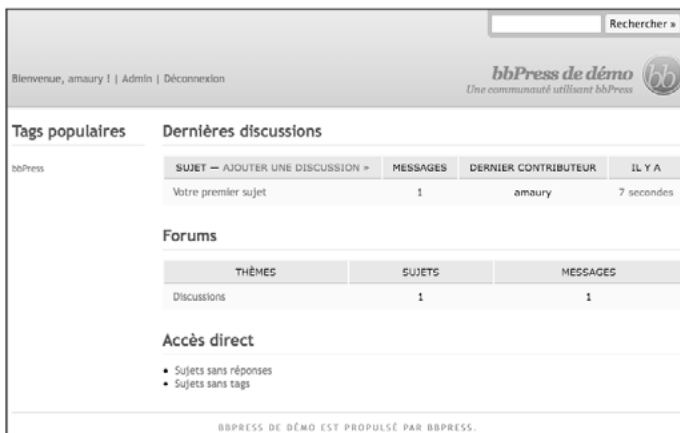 Rechercher »
Bienvenue, amaury ! | Admin | Déconnexion
bbPress de démo
Une communauté utilisant bbPress
bb
Tags populaires
bbPress
Dernières discussions
SUJET — AJOUTER UNE DISCUSSION » MESSAGES DERNIER CONTRIBUTEUR IL Y A
Votre premier sujet 1 amaury 7 secondes
Forums
THÈMES SUJETS MESSAGES
Discussions 1 1
Accès direct
• Sujets sans réponses
• Sujets sans tags
BBPRESS DE DÉMO EST PROPULSÉ PAR BBPRESS.